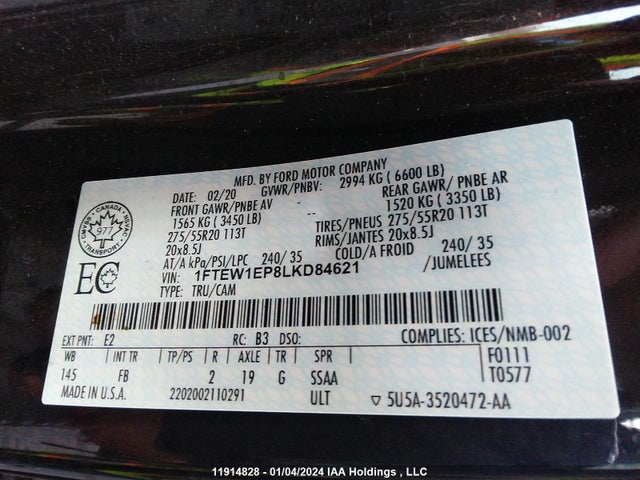 MFD. BY FORD MOTOR COMPANY
DATE: 02/20 GVWR/PNBV: 2994 KG ( 6600 LB)
FRONT GAWR/PNBE AV REAR GAWR/ PNBE AR
1565 KG ( 3450 LB) 1520 KG ( 3350 LB)
275/55R20 113T TIRES/PNEUS 275/55R20 113T
20x8.5J RIMS/JANTES 20x8.5J
AT/A kPa/PSI/LPC 240/ 35 COLD/A FROID 240/ 35
VIN: 1FTEW1EP8LKD84621 /JUMELEES
TYPE: TRU/CAM
CANADA
977
TRANSPORT
EC
EXT PNT: E2 RC: B3 DSO: COMPLIES: ICES/NMB-002
WB INT TR TP/PS R AXLE TR SPR F0111
145 FB 2 19 G SSAA T0577
MADE IN U.S.A. 2202002110291 ULT ▽ 5U5A-3520472-AA
11914828 - 01/04/2024 IAA Holdings , LLC